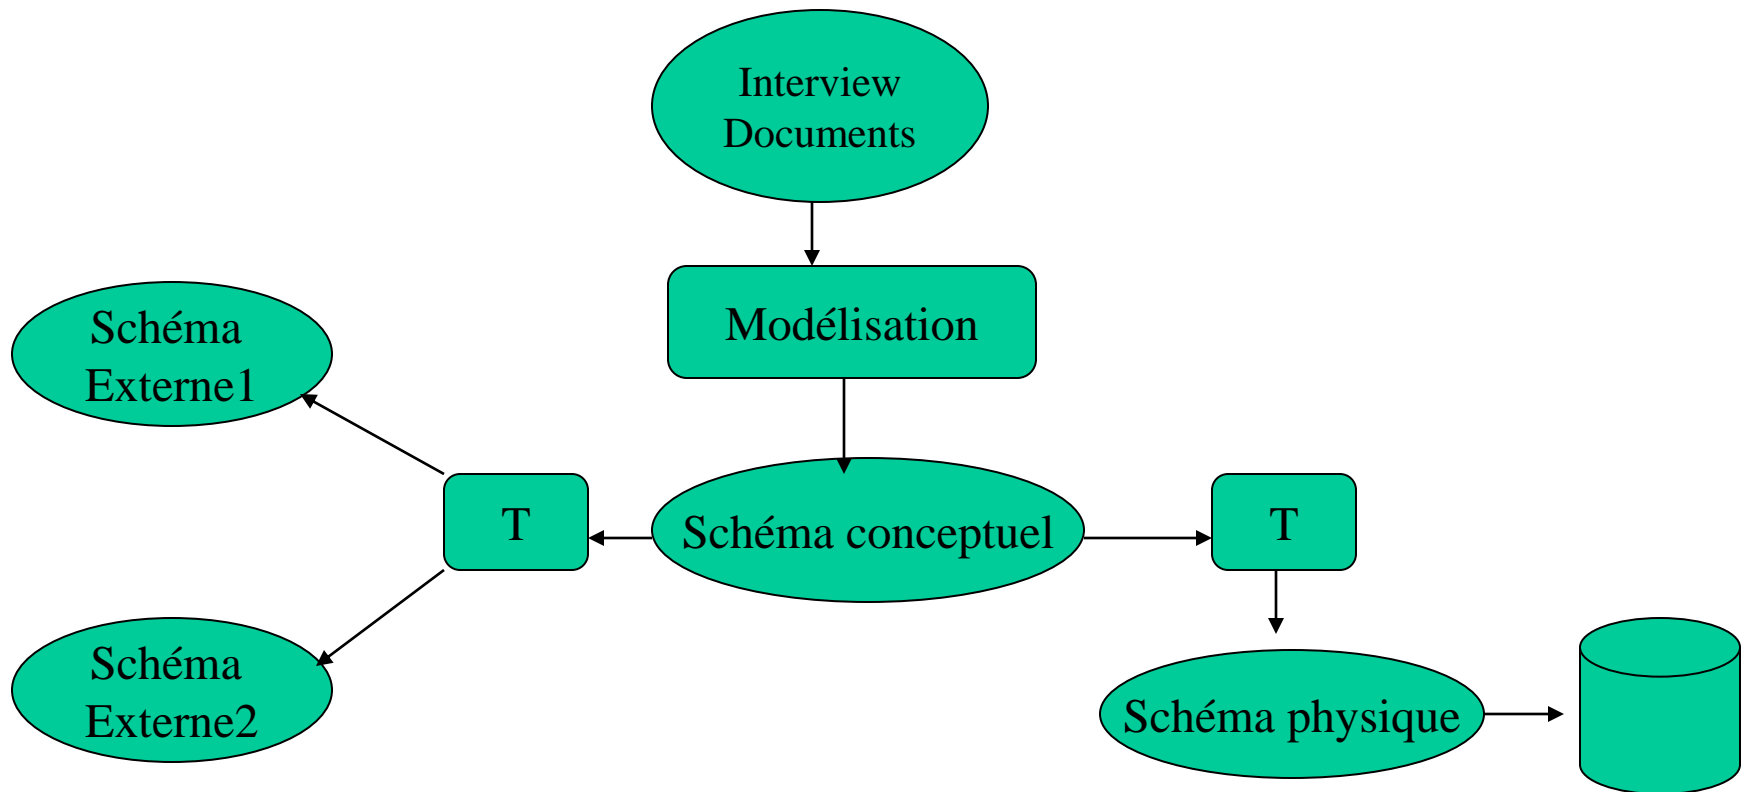 Interview
Documents
Modélisation
Schéma
Externe1
T
Schéma conceptuel
T
Schéma
Externe2
Schéma physique